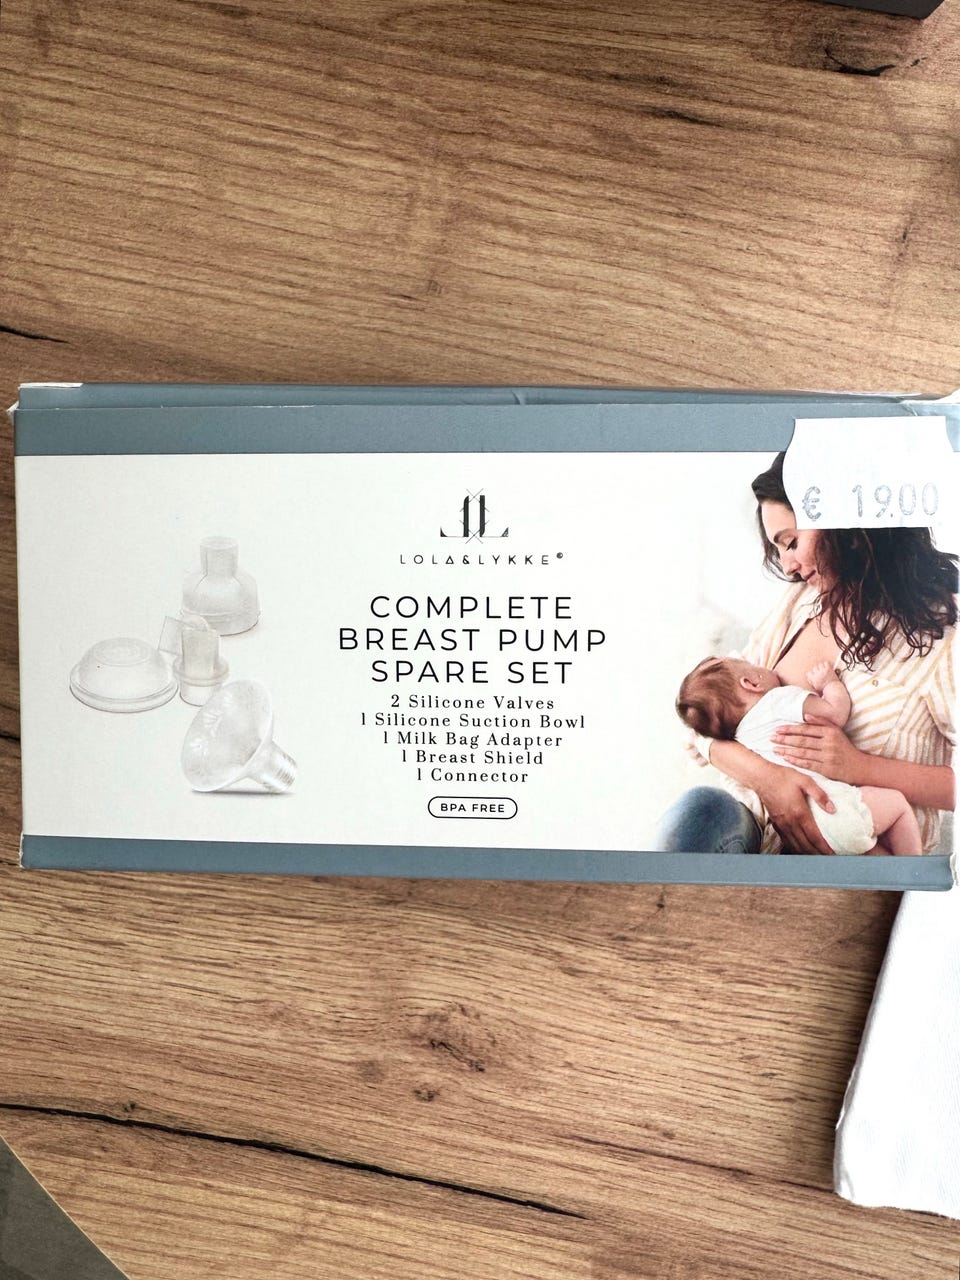 € 19.00
LOLA&LYKKE®
COMPLETE
BREAST PUMP
SPARE SET
2 Silicone Valves
1 Silicone Suction Bowl
1 Milk Bag Adapter
1 Breast Shield
1 Connector
BPA FREE